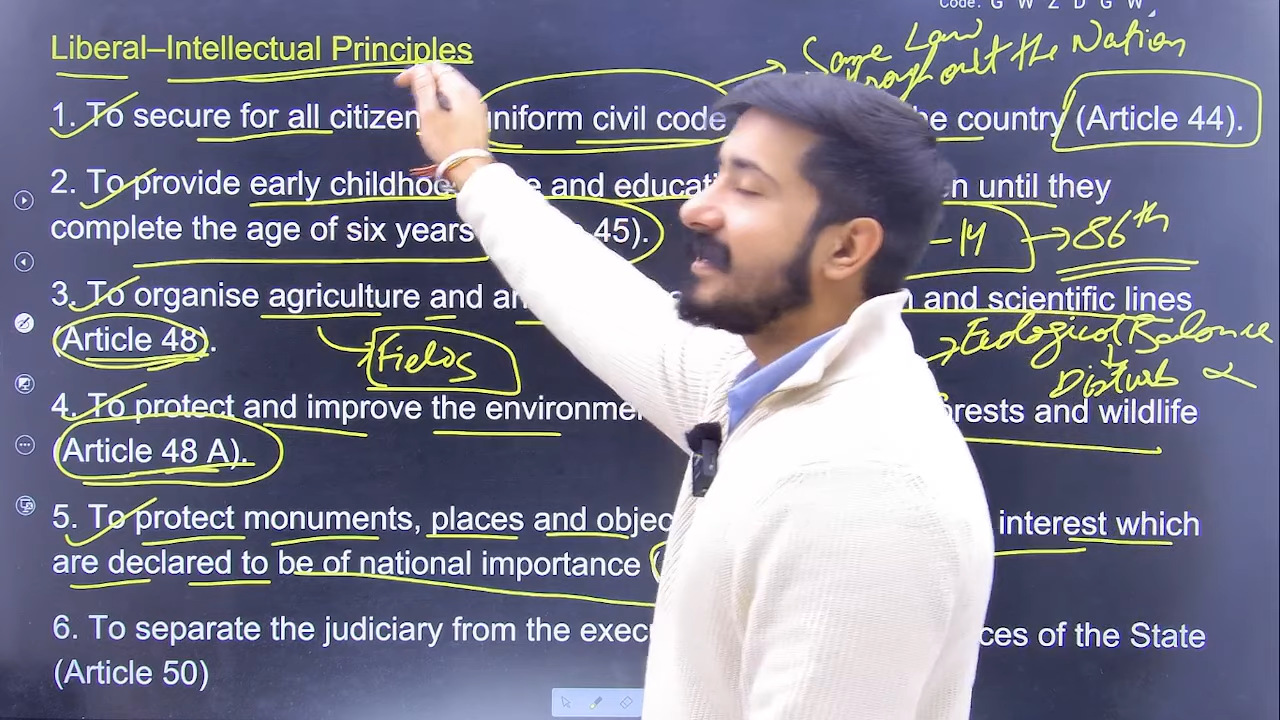 Code: G W Z D G W
Liberal–Intellectual Principles
Same Law
throughout the Nation
1. To secure for all citizen uniform civil code he country (Article 44).
2. To provide early childhoo e and educati n until they
complete the age of six years 45).
-14 → 86th
3. To organise agriculture and an n and scientific lines
(Article 48).
Fields
→ Ecological Balance
Disturb
4. To protect and improve the environme rests and wildlife
(Article 48 A).
5. To protect monuments, places and objec interest which
are declared to be of national importance (
6. To separate the judiciary from the exec ces of the State
(Article 50)